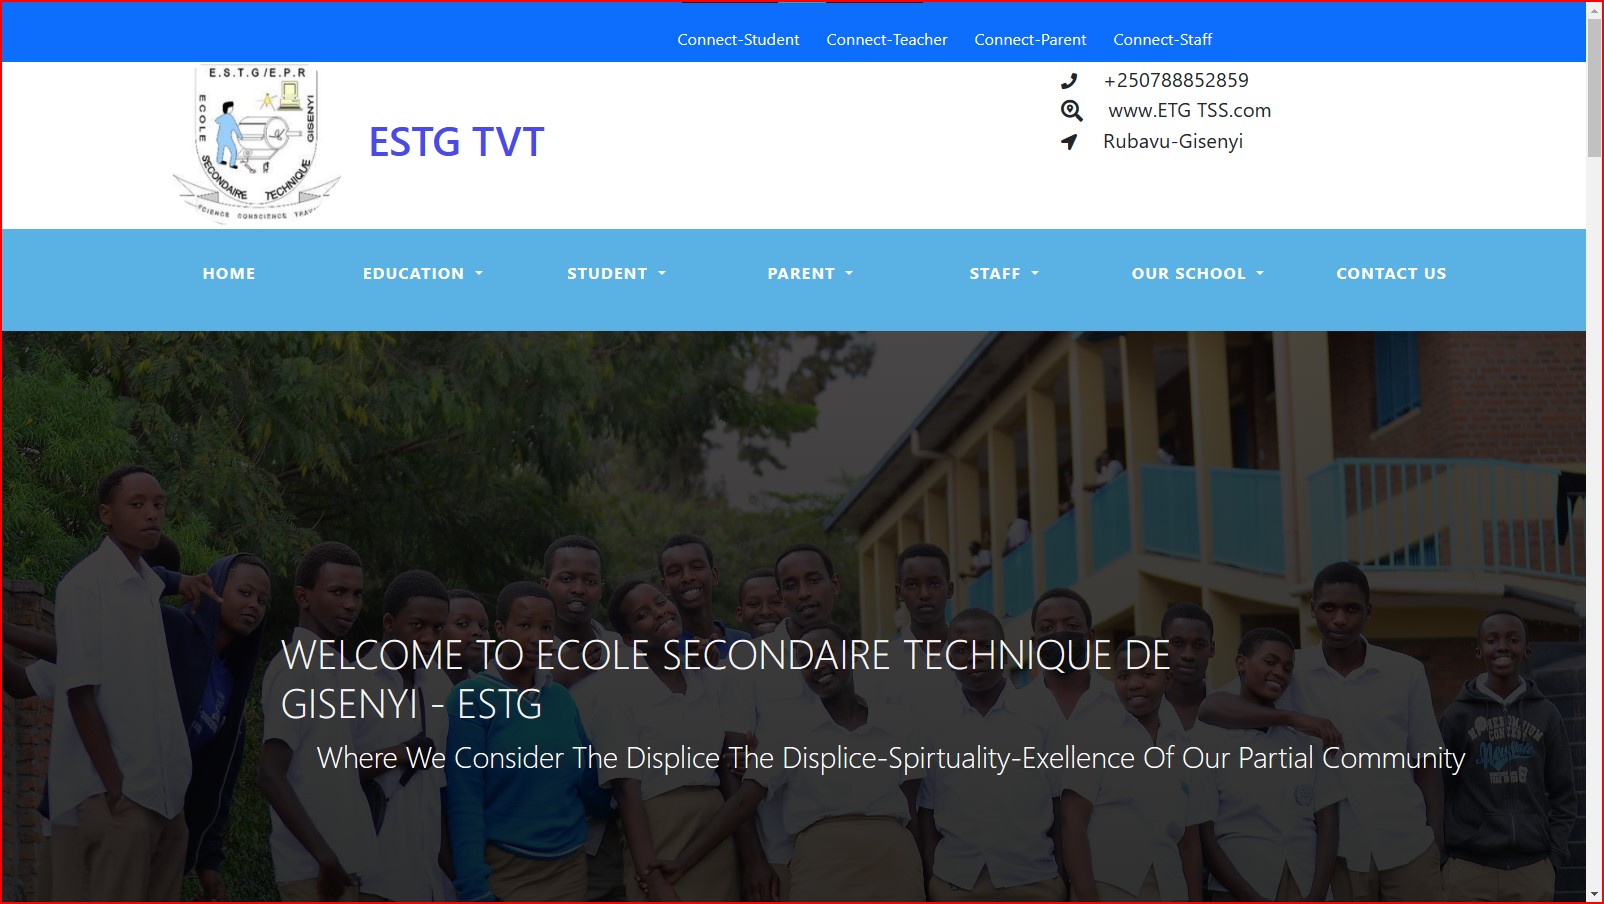 Connect-Student Connect-Teacher Connect-Parent Connect-Staff
E.S.T.G/E.P.R
ECOLE
SECONDAIRE TECHNIQUE
GISENYI
SCIENCE CONSCIENCE
ESTG TVT
+250788852859
www.ETG TSS.com
Rubavu-Gisenyi
HOME EDUCATION STUDENT PARENT STAFF OUR SCHOOL CONTACT US
WELCOME TO ECOLE SECONDAIRE TECHNIQUE DE
GISENYI - ESTG
Where We Consider The Displice The Displice-Spirtuality-Exellence Of Our Partial Community